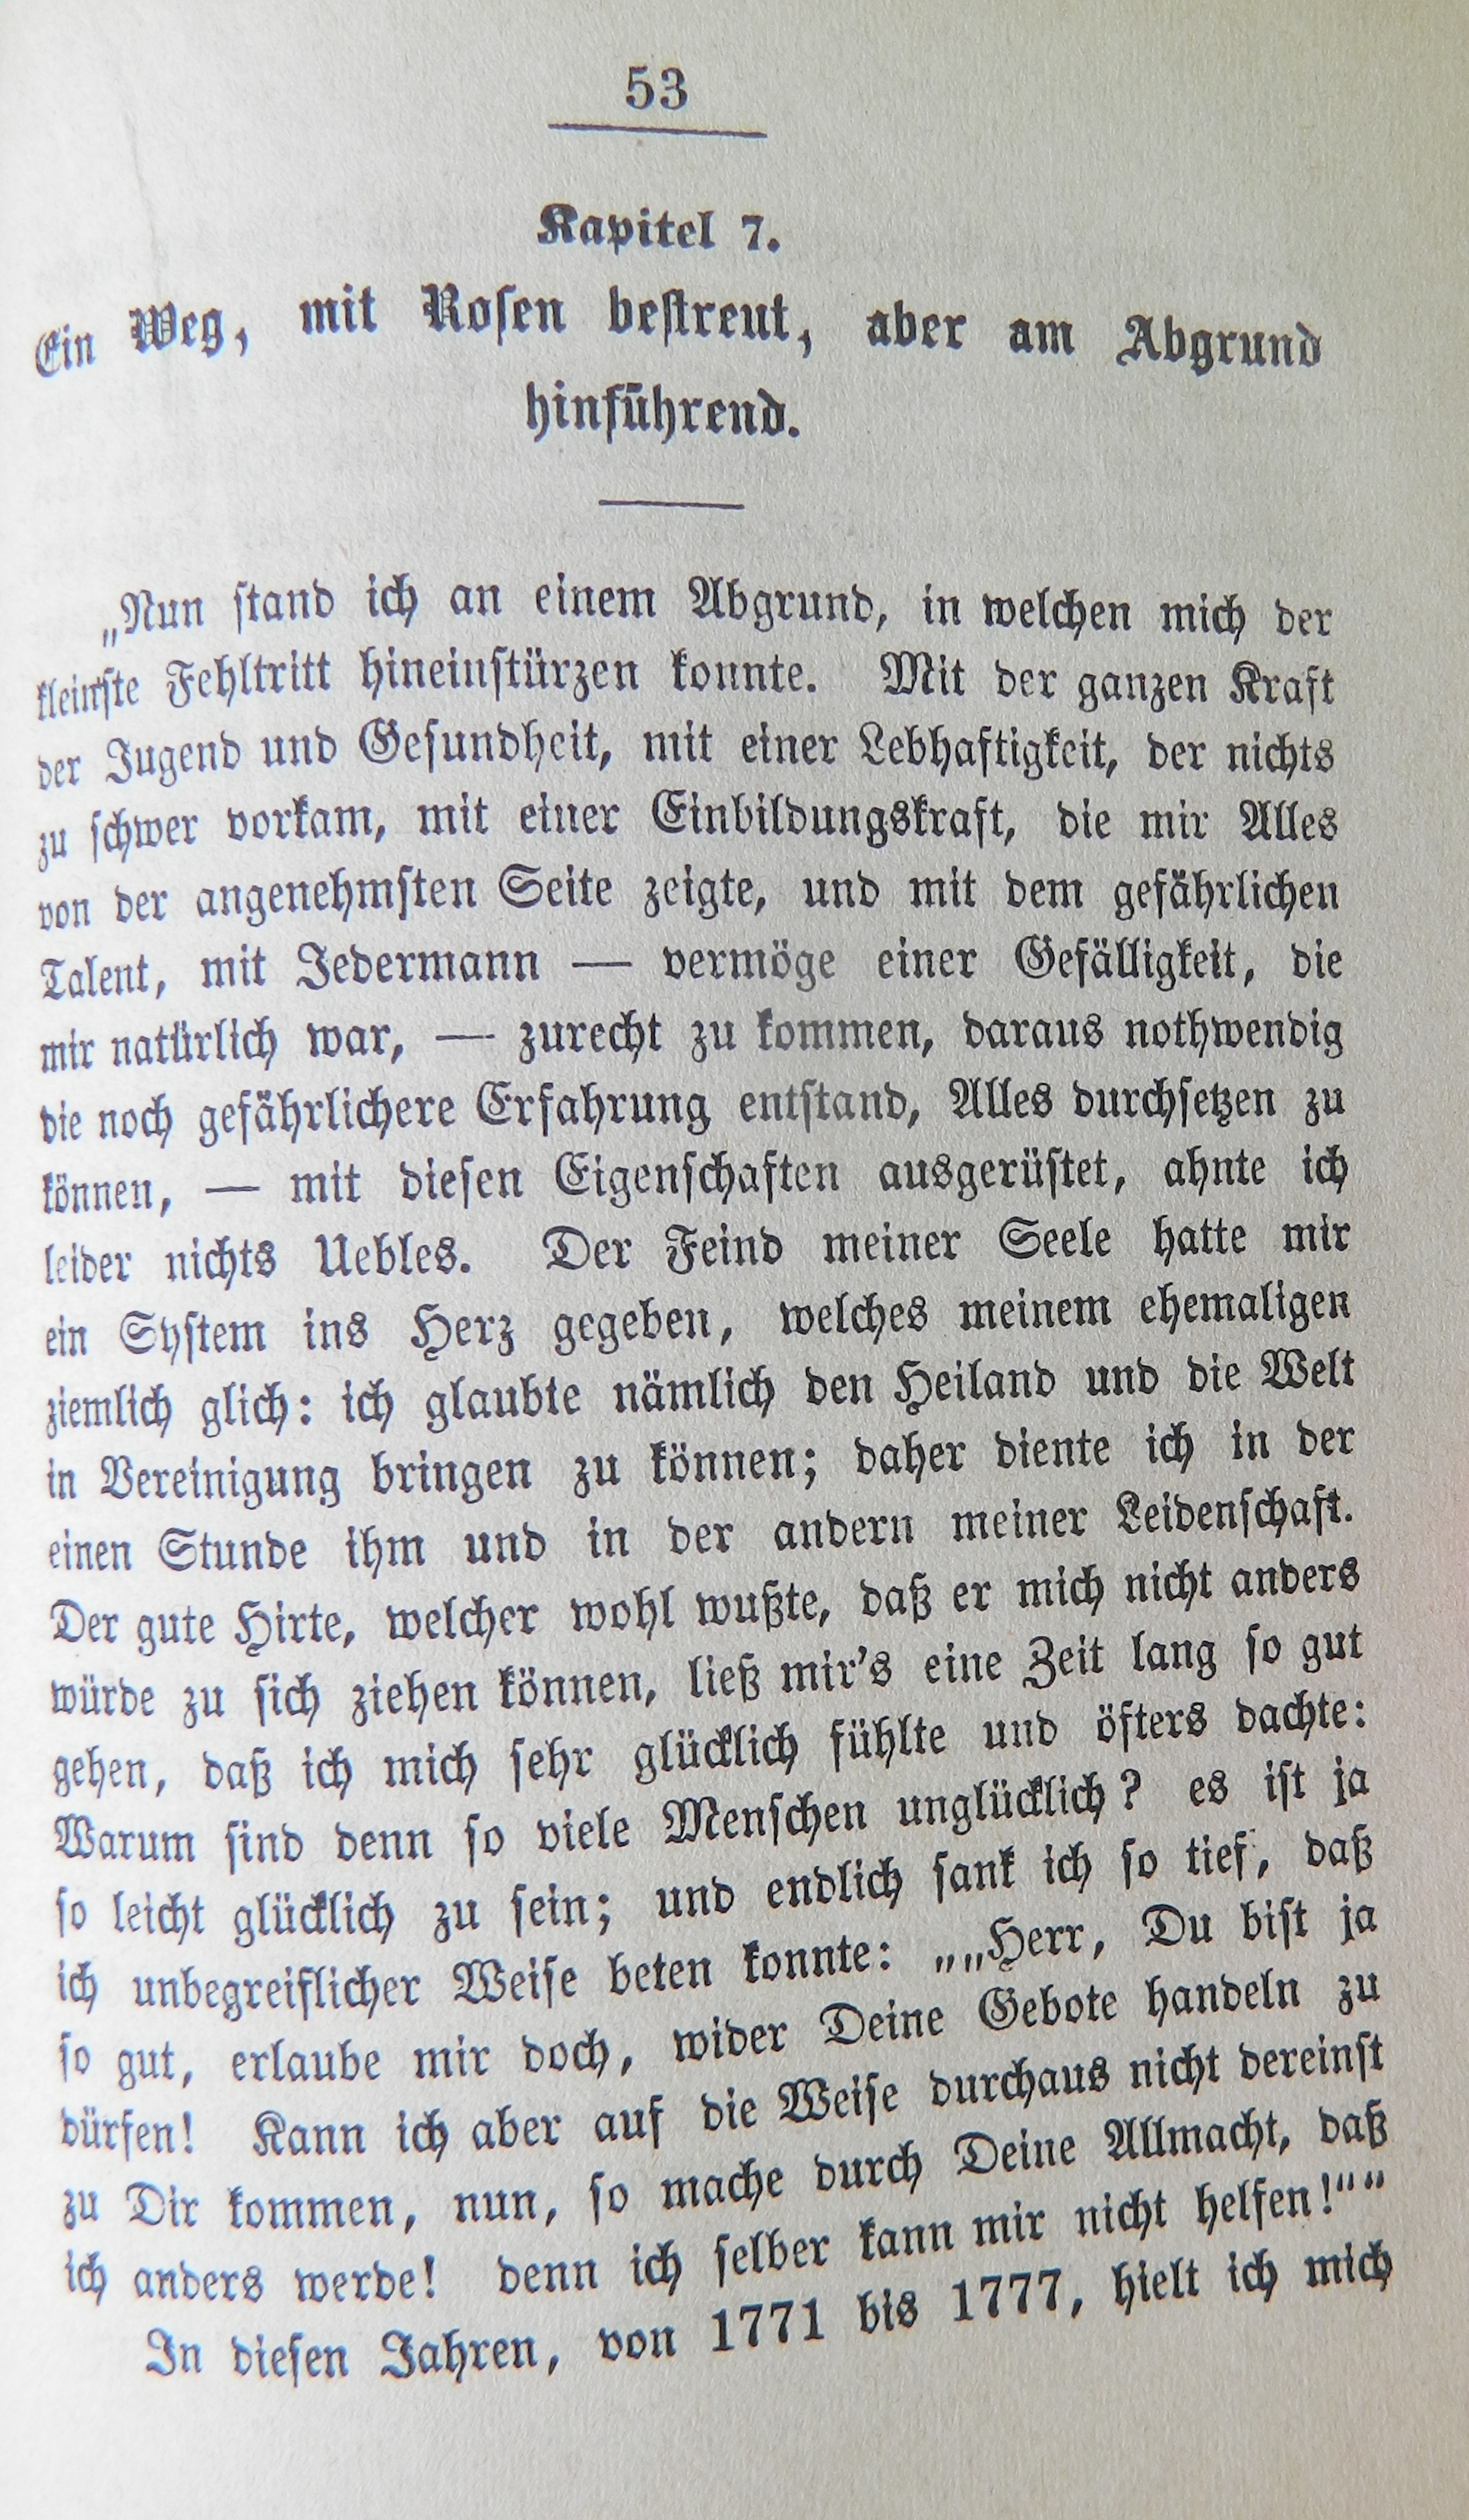 53
Kapitel 7.
Ein Weg, mit Rosen bestreut, aber am Abgrund
hinführend.
„Nun stand ich an einem Abgrund, in welchen mich der
kleinste Fehltritt hineinstürzen konnte. Mit der ganzen Kraft
der Jugend und Gesundheit, mit einer Lebhaftigkeit, der nichts
zu schwer vorkam, mit einer Einbildungskraft, die mir Alles
von der angenehmsten Seite zeigte, und mit dem gefährlichen
Talent, mit Jedermann — vermöge einer Gefälligkeit, die
mir natürlich war, — zurecht zu kommen, daraus nothwendig
die noch gefährlichere Erfahrung entstand, Alles durchsetzen zu
können, — mit diesen Eigenschaften ausgerüstet, ahnte ich
leider nichts Uebles. Der Feind meiner Seele hatte mir
ein System ins Herz gegeben, welches meinem ehemaligen
ziemlich glich: ich glaubte nämlich den Heiland und die Welt
in Vereinigung bringen zu können; daher diente ich in der
einen Stunde ihm und in der andern meiner Leidenschaft.
Der gute Hirte, welcher wohl wußte, daß er mich nicht anders
würde zu sich ziehen können, ließ mir's eine Zeit lang so gut
gehen, daß ich mich sehr glücklich fühlte und öfters dachte:
Warum sind denn so viele Menschen unglücklich? es ist ja
so leicht glücklich zu sein; und endlich sank ich so tief, daß
ich unbegreiflicher Weise beten konnte: „„Herr, Du bist ja
so gut, erlaube mir doch, wider Deine Gebote handeln zu
dürfen! Kann ich aber auf die Weise durchaus nicht dereinst
zu Dir kommen, nun, so mache durch Deine Allmacht, daß
ich anders werde! denn ich selber kann mir nicht helfen!““
In diesen Jahren, von 1771 bis 1777, hielt ich mich